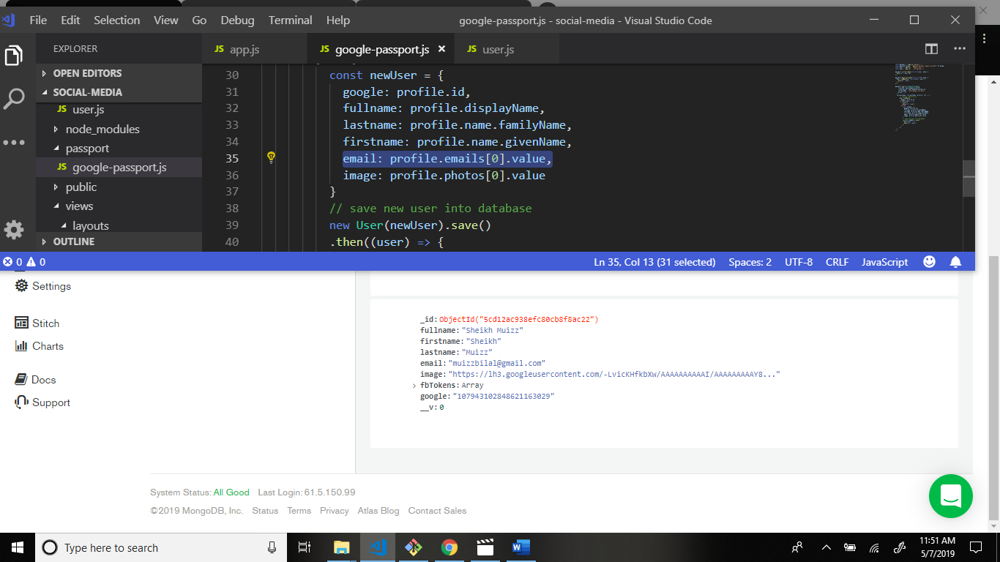 File Edit Selection View Go Debug Terminal Help google-passport.js - social-media - Visual Studio Code
EXPLORER
JS app.js JS google-passport.js × JS user.js
OPEN EDITORS
SOCIAL-MEDIA
JS user.js
node_modules
passport
JS google-passport.js
public
views
layouts
OUTLINE
30 const newUser = {
31 google: profile.id,
32 fullname: profile.displayName,
33 lastname: profile.name.familyName,
34 firstname: profile.name.givenName,
35 email: profile.emails[0].value,
36 image: profile.photos[0].value
37 }
38 // save new user into database
39 new User(newUser).save()
40 .then((user) => {
0 0 Ln 35, Col 13 (31 selected) Spaces: 2 UTF-8 CRLF JavaScript
Settings
Stitch
Charts
Docs
Support
_id:ObjectId("5cd12ac938efc80cb8f8ac22")
fullname:"Sheikh Muizz"
firstname:"Sheikh"
lastname:"Muizz"
email:"muizzbilal@gmail.com"
image:"https://lh3.googleusercontent.com/-LvicKHfkbXw/AAAAAAAAAAI/AAAAAAAAAY8..."
fbTokens:Array
google:"107943102848621163029"
__v:0
System Status: All Good Last Login: 61.5.150.99
©2019 MongoDB, Inc. Status Terms Privacy Atlas Blog Contact Sales
Type here to search
11:51 AM
5/7/2019